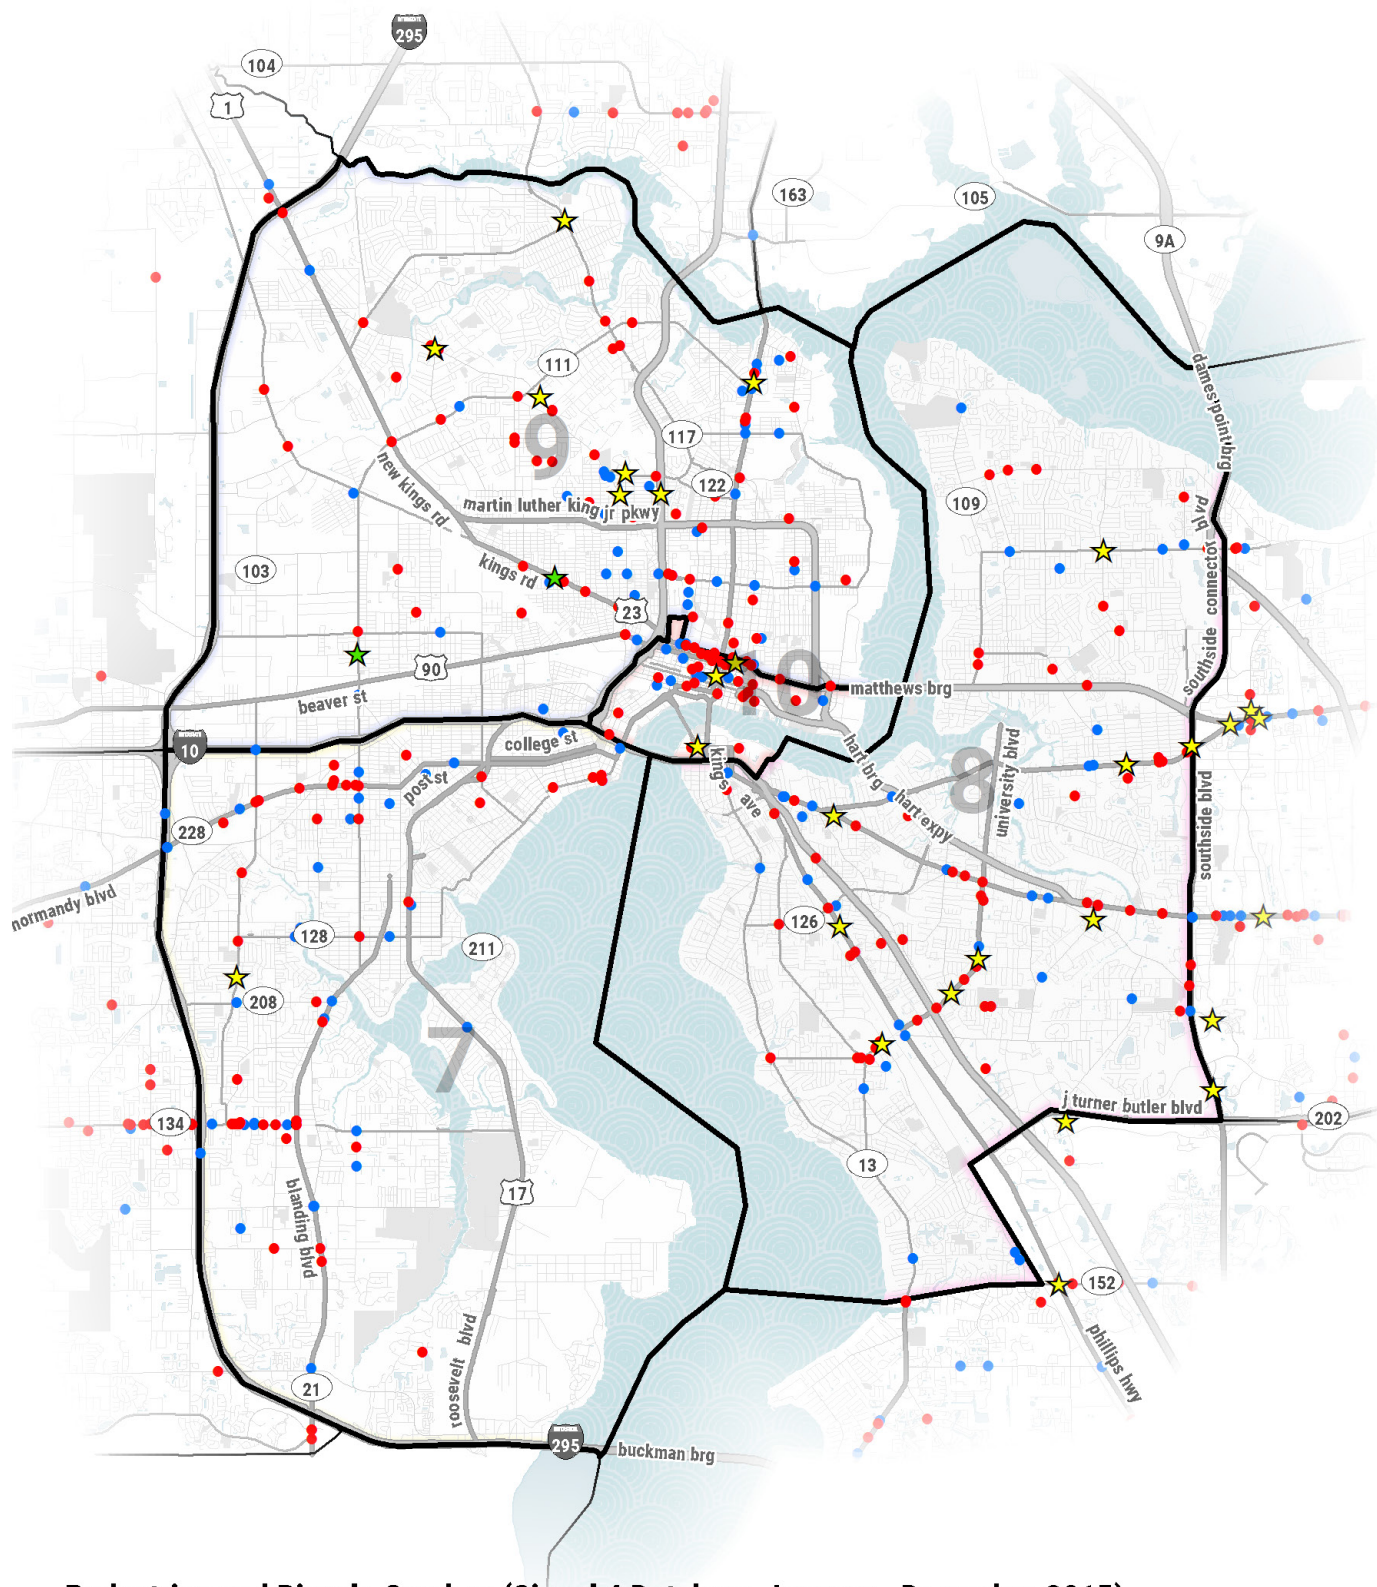 INTERSTATE
295
104
1
163
105
9A
dames point brg
111
9
117
new kings rd
122
109
martin luther king jr pkwy
blvd
103
kings rd
connector
23
southside
10
90
matthews brg
beaver st
10
college st
hart brg
university blvd
kings ave
8
post st
hart expy
southside blvd
228
normandy blvd
126
128
211
208
7
j turner butler blvd
134
202
13
blanding blvd
17
152
roosevelt blvd
phillips hwy
21
295
buckman brg